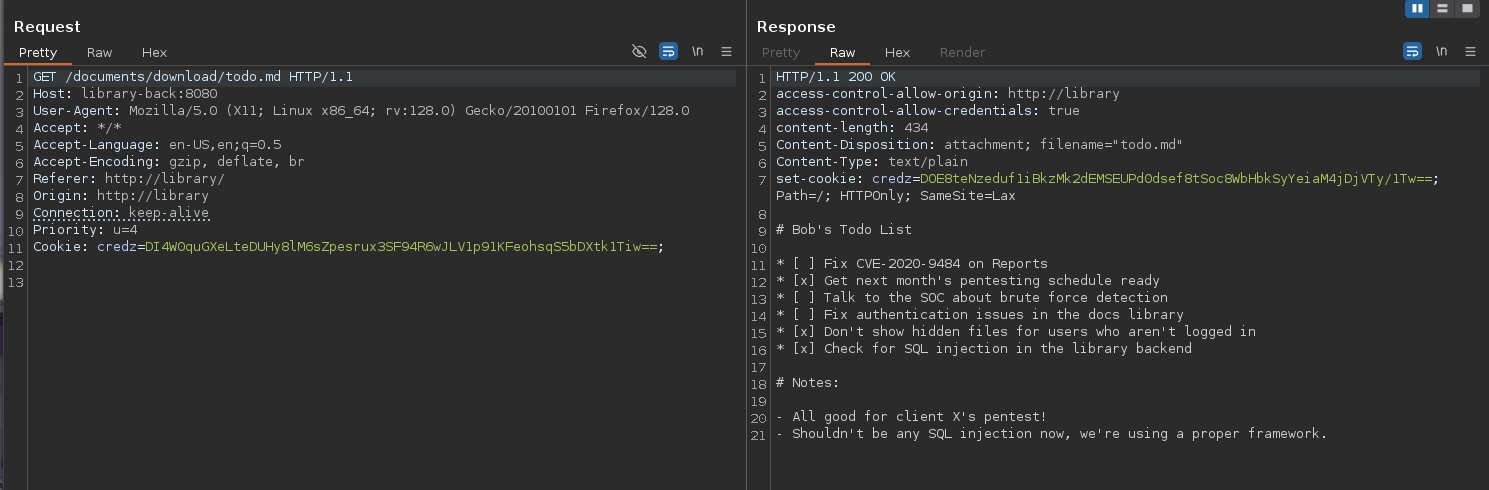 Request
Pretty Raw Hex
\n
1 GET /documents/download/todo.md HTTP/1.1
2 Host: library-back:8080
3 User-Agent: Mozilla/5.0 (X11; Linux x86_64; rv:128.0) Gecko/20100101 Firefox/128.0
4 Accept: */*
5 Accept-Language: en-US,en;q=0.5
6 Accept-Encoding: gzip, deflate, br
7 Referer: http://library/
8 Origin: http://library
9 Connection: keep-alive
10 Priority: u=4
11 Cookie: credz=DI4WOquGXeLteDUHy8lM6sZpesrux3SF94R6wJLV1p91KFeohsqS5bDXtk1Tiw==;
12
13
Response
Pretty Raw Hex Render
\n
1 HTTP/1.1 200 OK
2 access-control-allow-origin: http://library
3 access-control-allow-credentials: true
4 content-length: 434
5 Content-Disposition: attachment; filename="todo.md"
6 Content-Type: text/plain
7 set-cookie: credz=DOE8teNzeduf1iBkzMk2dEMSEUPdOdsef8tSoc8WbHbkSyYeiaM4jDjVTy/1Tw==;
Path=/; HTTPOnly; SameSite=Lax
8
9 # Bob's Todo List
10
11 * [ ] Fix CVE-2020-9484 on Reports
12 * [x] Get next month's pentesting schedule ready
13 * [ ] Talk to the SOC about brute force detection
14 * [ ] Fix authentication issues in the docs library
15 * [x] Don't show hidden files for users who aren't logged in
16 * [x] Check for SQL injection in the library backend
17
18 # Notes:
19
20 - All good for client X's pentest!
21 - Shouldn't be any SQL injection now, we're using a proper framework.